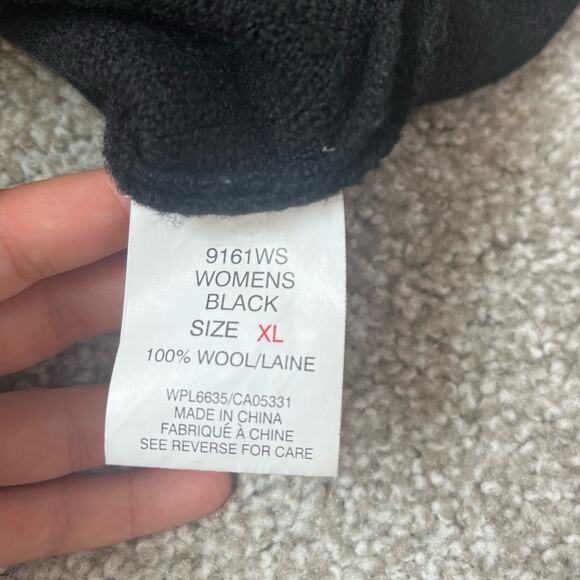 9161WS
WOMENS
BLACK
SIZE XL
100% WOOL/LAINE
WPL6635/CA05331
MADE IN CHINA
FABRIQUÉ À CHINE
SEE REVERSE FOR CARE